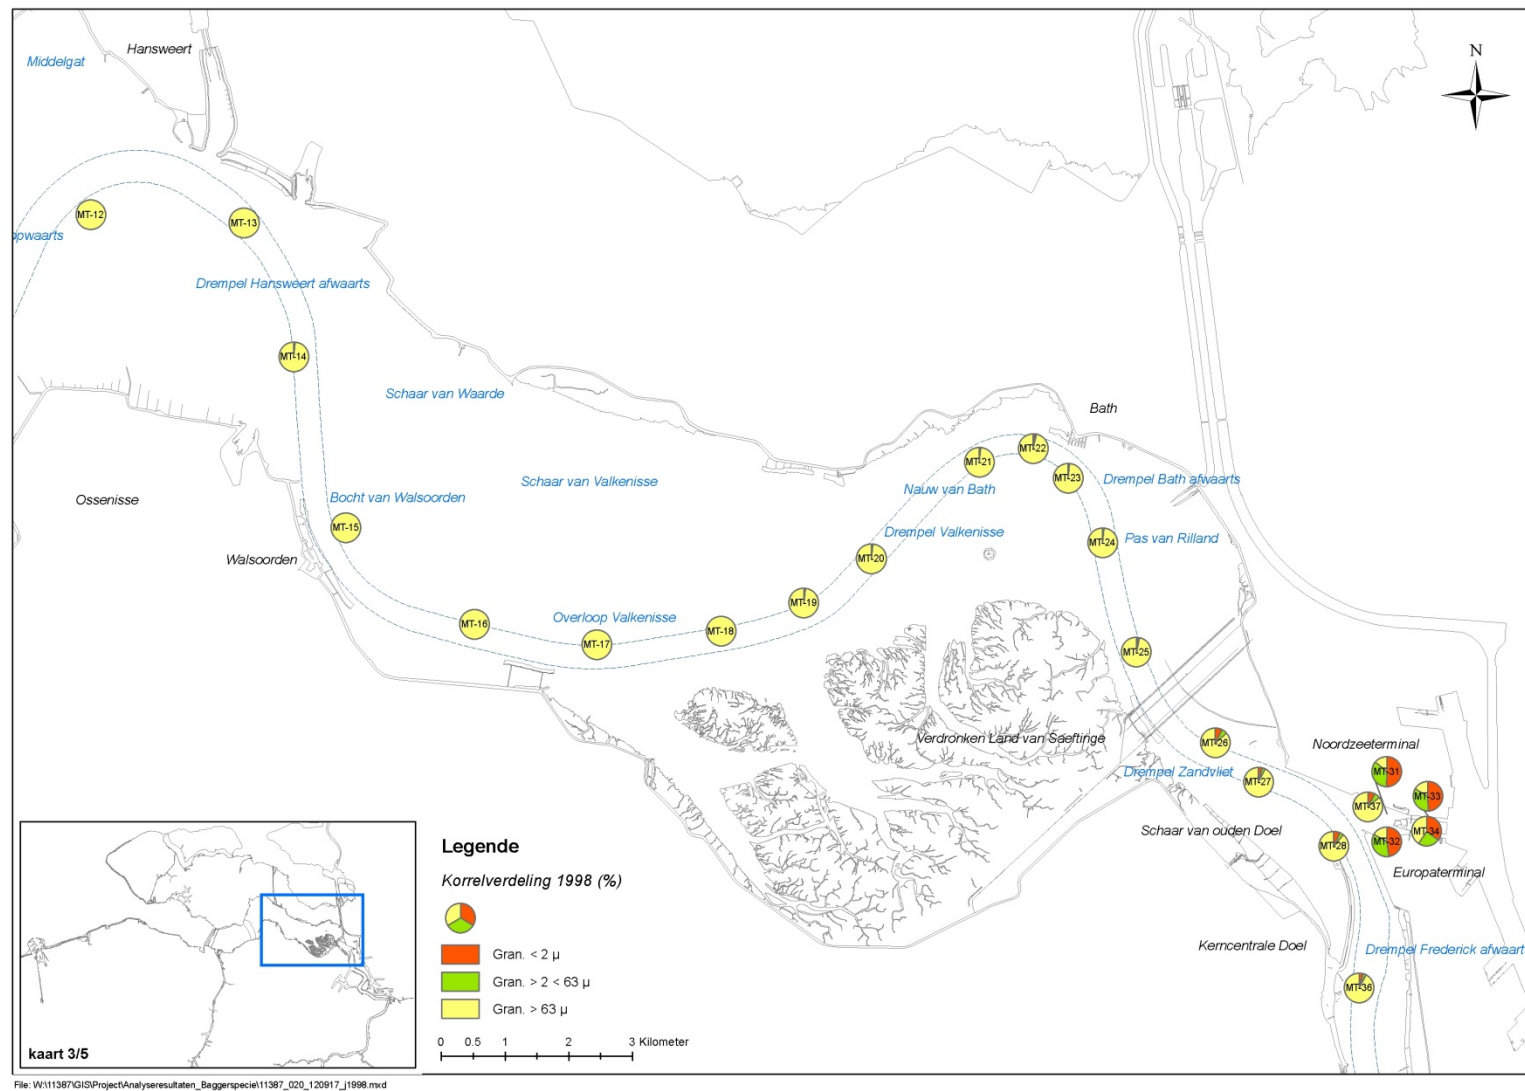 Hansweert
Middelgat
N
MT-12
MT-13
opwaarts
Drempel Hansweert afwaarts
MT-14
Schaar van Waarde
Bath
MT-22
MT-21
MT-23
Drempel Bath afwaarts
Schaar van Valkenisse
Nauw van Bath
Ossenisse
Bocht van Walsoorden
MT-15
Drempel Valkenisse
MT-24
Pas van Rilland
Walsoorden
MT-20
MT-19
Overloop Valkenisse
MT-16
MT-18
MT-17
MT-25
Verdronken Land van Saeftinge
MT-26
Noordzeeterminal
Drempel Zandvliet
MT-31
MT-27
MT-33
MT-37
Schaar van ouden Doel
MT-34
MT-28
MT-32
Europaterminal
Kerncentrale Doel
Drempel Frederick afwaarts
MT-36
Legende
Korrelverdeling 1998 (%)
Gran. < 2 µ
Gran. > 2 < 63 µ
Gran. > 63 µ
0 0.5 1 2 3 Kilometer
kaart 3/5
File: W:\11387\GIS\Project\Analyseresultaten_Baggerspecie\11387_020_120917_j1998.mxd